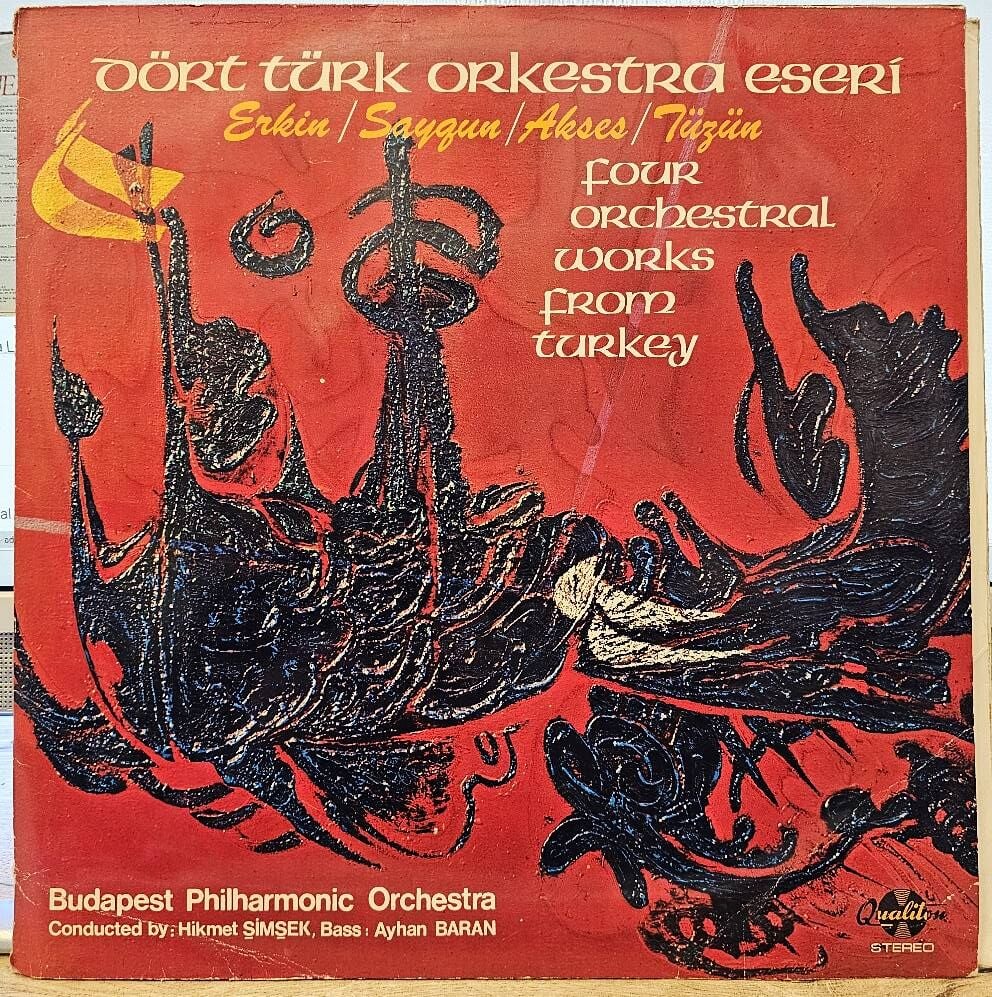 Dört Türk Orkestra Eseri
Erkin / Saygun / Akses / Tüzün
Four
Orchestral
Works
From
Turkey
Budapest Philharmonic Orchestra
Conducted by: Hikmet ŞİMŞEK, Bass: Ayhan BARAN
Qualiton
STEREO